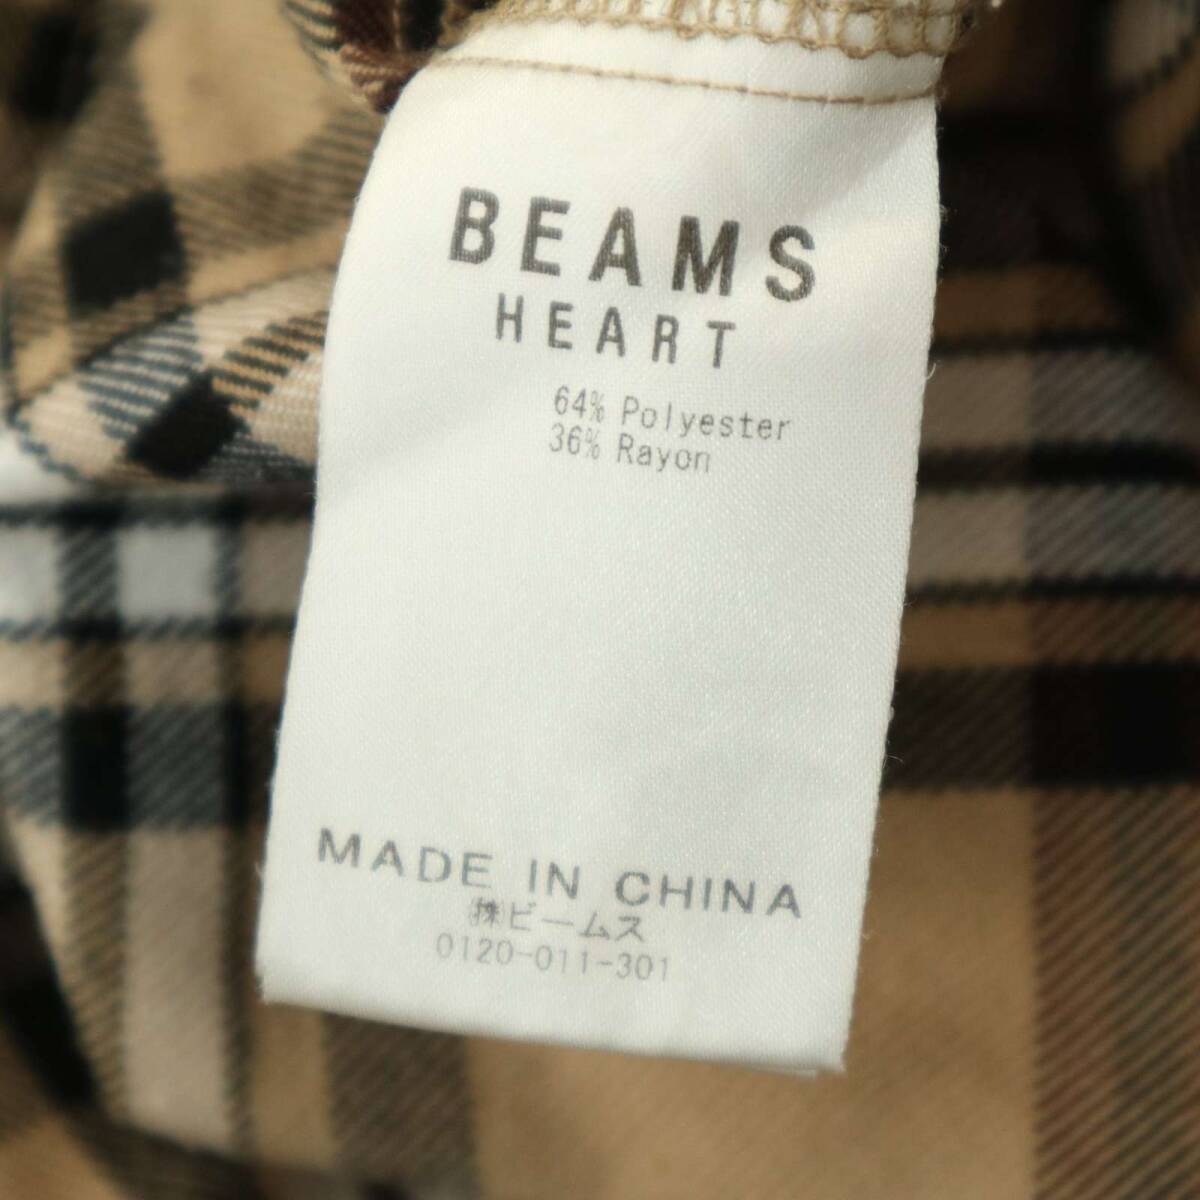 BEAMS
HEART
64% Polyester
36% Rayon
MADE IN CHINA
㈱ビームス
0120-011-301